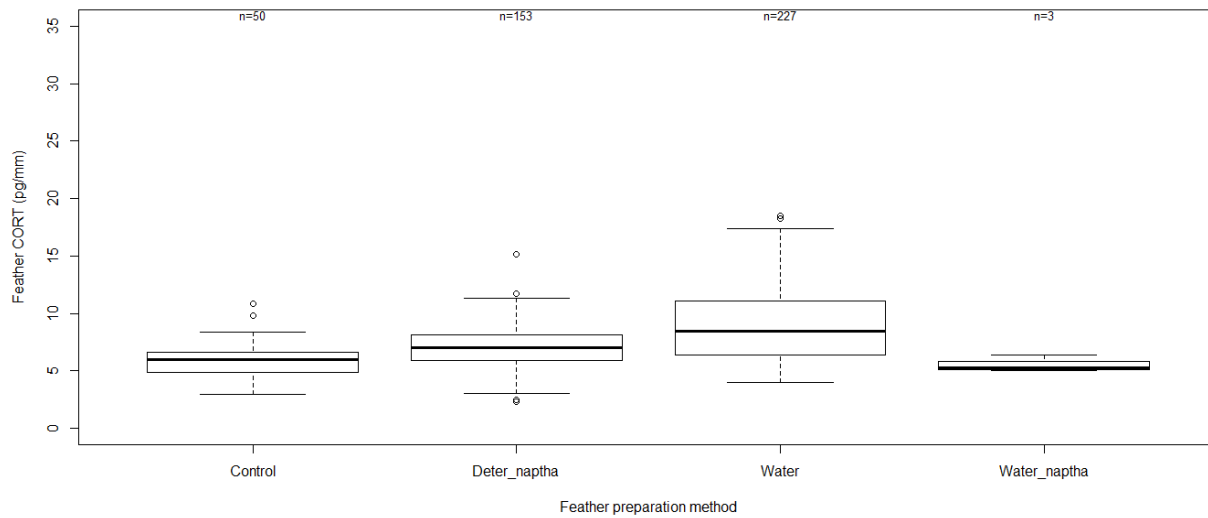 n=50 n=153 n=227 n=3
35
30
25
20
15
10
5
0
Feather CORT (pg/mm)
Control Deter_naptha Water Water_naptha
Feather preparation method